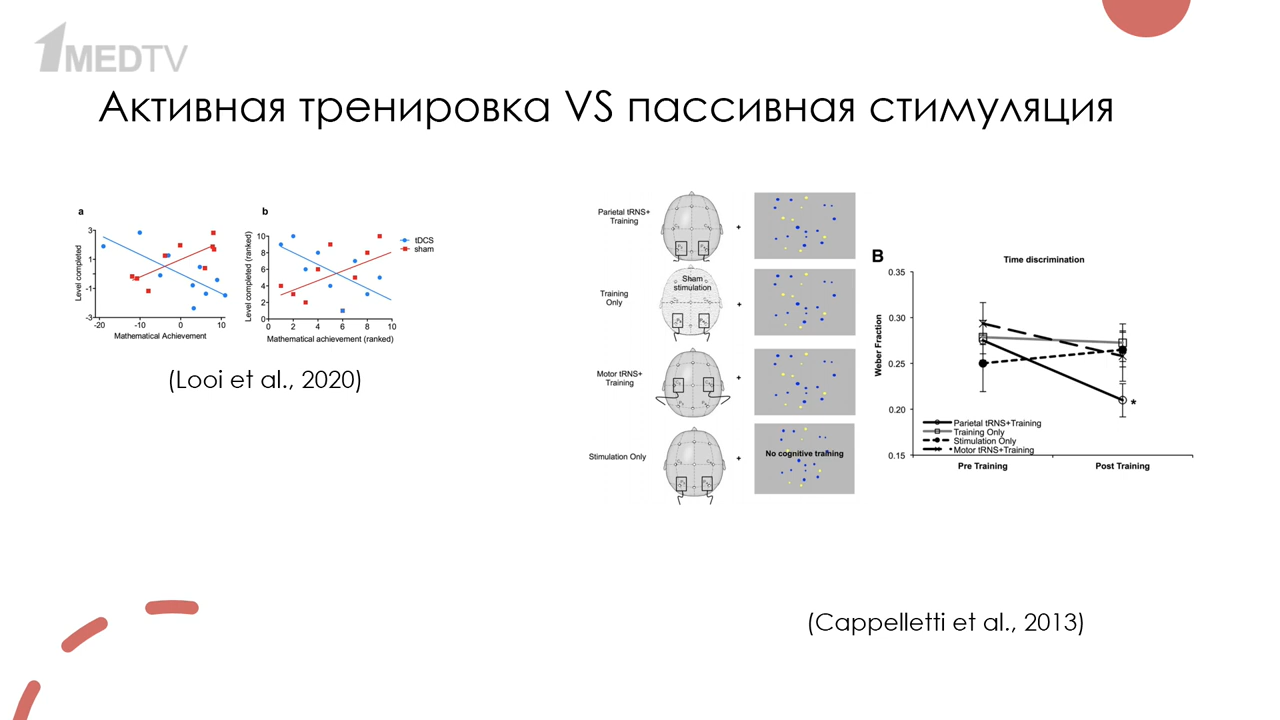 1MEDTV
Активная тренировка VS пассивная стимуляция
a
b
3
1
-1
-3
-20
-10
0
10
Level completed
Mathematical Achievement
10
8
6
4
2
0
0
2
4
6
8
10
Level completed (ranked)
Mathematical achievement (ranked)
tDCS
sham
(Looi et al., 2020)
Parietal tRNS+
Training
+
Training
Only
Sham
stimulation
+
Motor tRNS+
Training
+
Stimulation Only
+
No cognitive training
B
Time discrimination
0.35
0.30
0.25
0.20
0.15
Weber Fraction
*
Parietal tRNS+Training
Training Only
Stimulation Only
Motor tRNS+Training
Pre Training
Post Training
(Cappelletti et al., 2013)